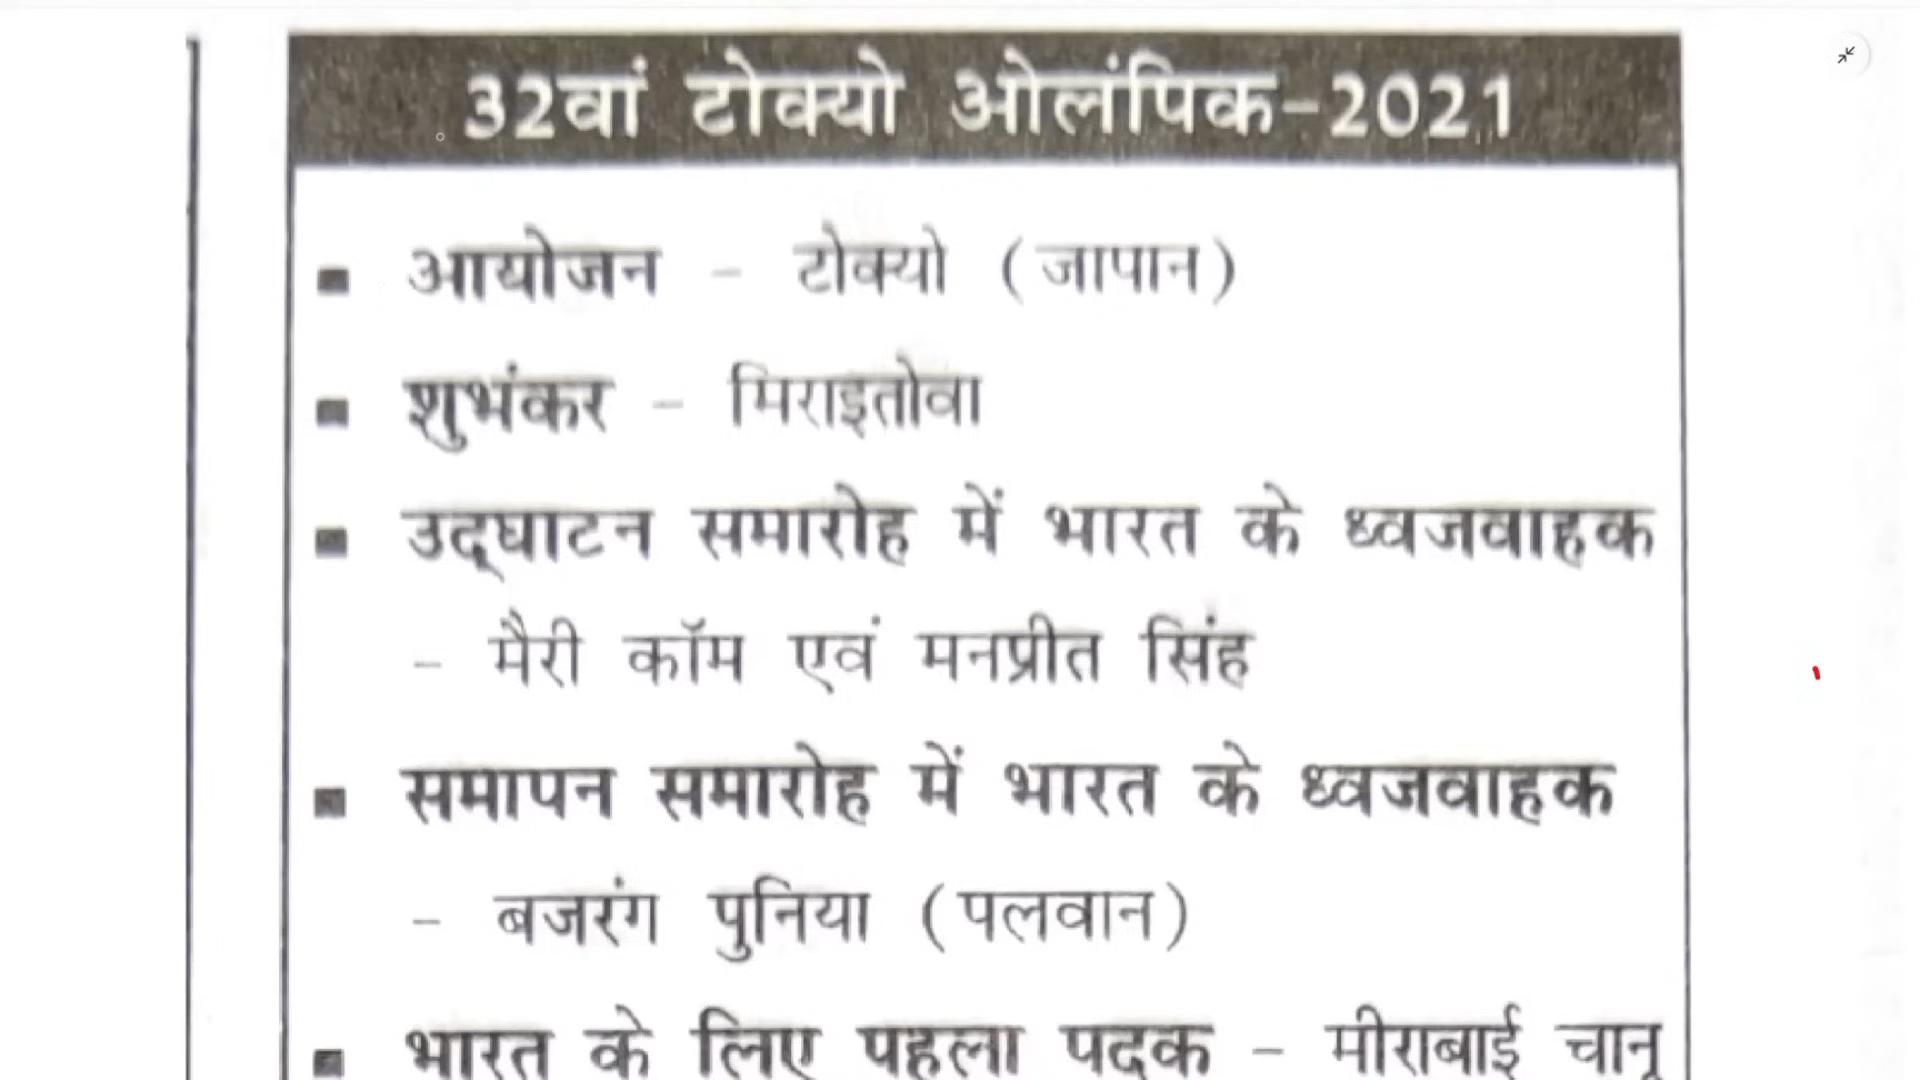 32वां टोक्यो ओलंपिक-2021
▪ आयोजन - टोक्यो (जापान)
▪ शुभंकर - मिराइतोवा
▪ उद्घाटन समारोह में भारत के ध्वजवाहक
- मैरी कॉम एवं मनप्रीत सिंह
▪ समापन समारोह में भारत के ध्वजवाहक
- बजरंग पुनिया (पलवान)
▪ भारत के लिए पहला पदक - मीराबाई चानू